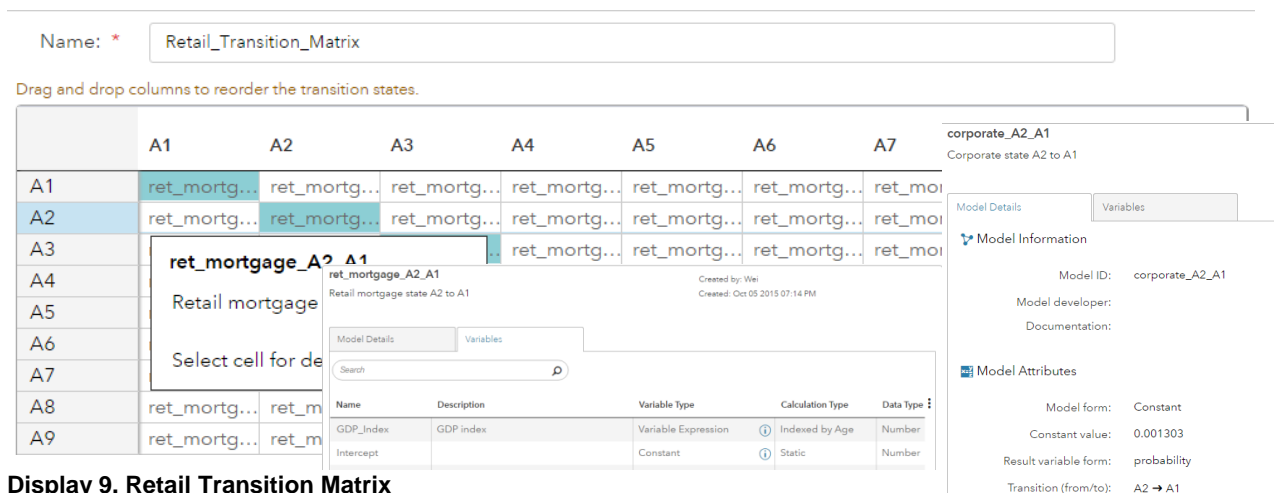 Name: *
Retail_Transition_Matrix
Drag and drop columns to reorder the transition states.
A1 A2 A3 A4 A5 A6 A7
A1 ret_mortg... ret_mortg... ret_mortg... ret_mortg... ret_mortg... ret_mortg... ret_mor
A2 ret_mortg... ret_mortg... ret_mortg... ret_mortg... ret_mortg... ret_mortg... ret_mor
A3 ret_mortg... ret_mortg... ret_mortg... ret_mor
A4
A5
A6
A7
A8 ret_mortg... ret_m
A9 ret_mortg... ret_m
ret_mortgage_A2_A1
Retail mortgage
Select cell for de
ret_mortgage_A2_A1
Retail mortgage state A2 to A1
Created by: Wei
Created: Oct 05 2015 07:14 PM
Model Details Variables
Search
Name Description Variable Type Calculation Type Data Type
GDP_Index GDP index Variable Expression Indexed by Age Number
Intercept Constant Static Number
corporate_A2_A1
Corporate state A2 to A1
Model Details Variables
Model Information
Model ID: corporate_A2_A1
Model developer:
Documentation:
Model Attributes
Model form: Constant
Constant value: 0.001303
Result variable form: probability
Transition (from/to): A2 → A1
Display 9. Retail Transition Matrix